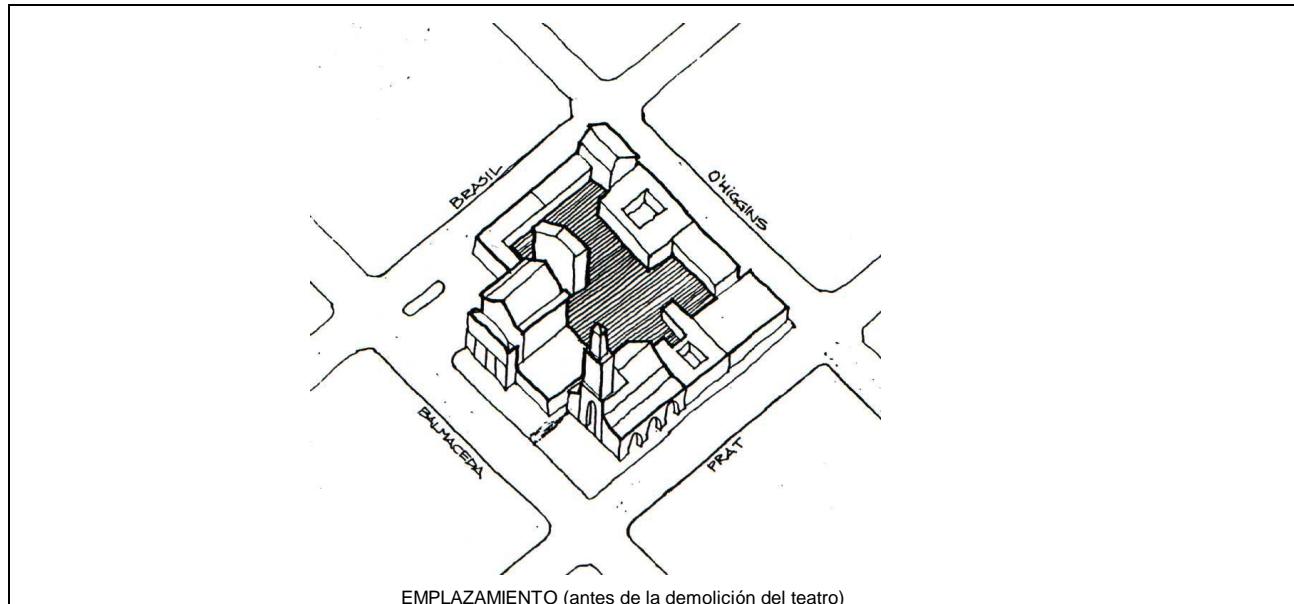 BRASIL
O'HIGGINS
BALMACEDA
PRAT
EMPLAZAMIENTO (antes de la demolición del teatro)